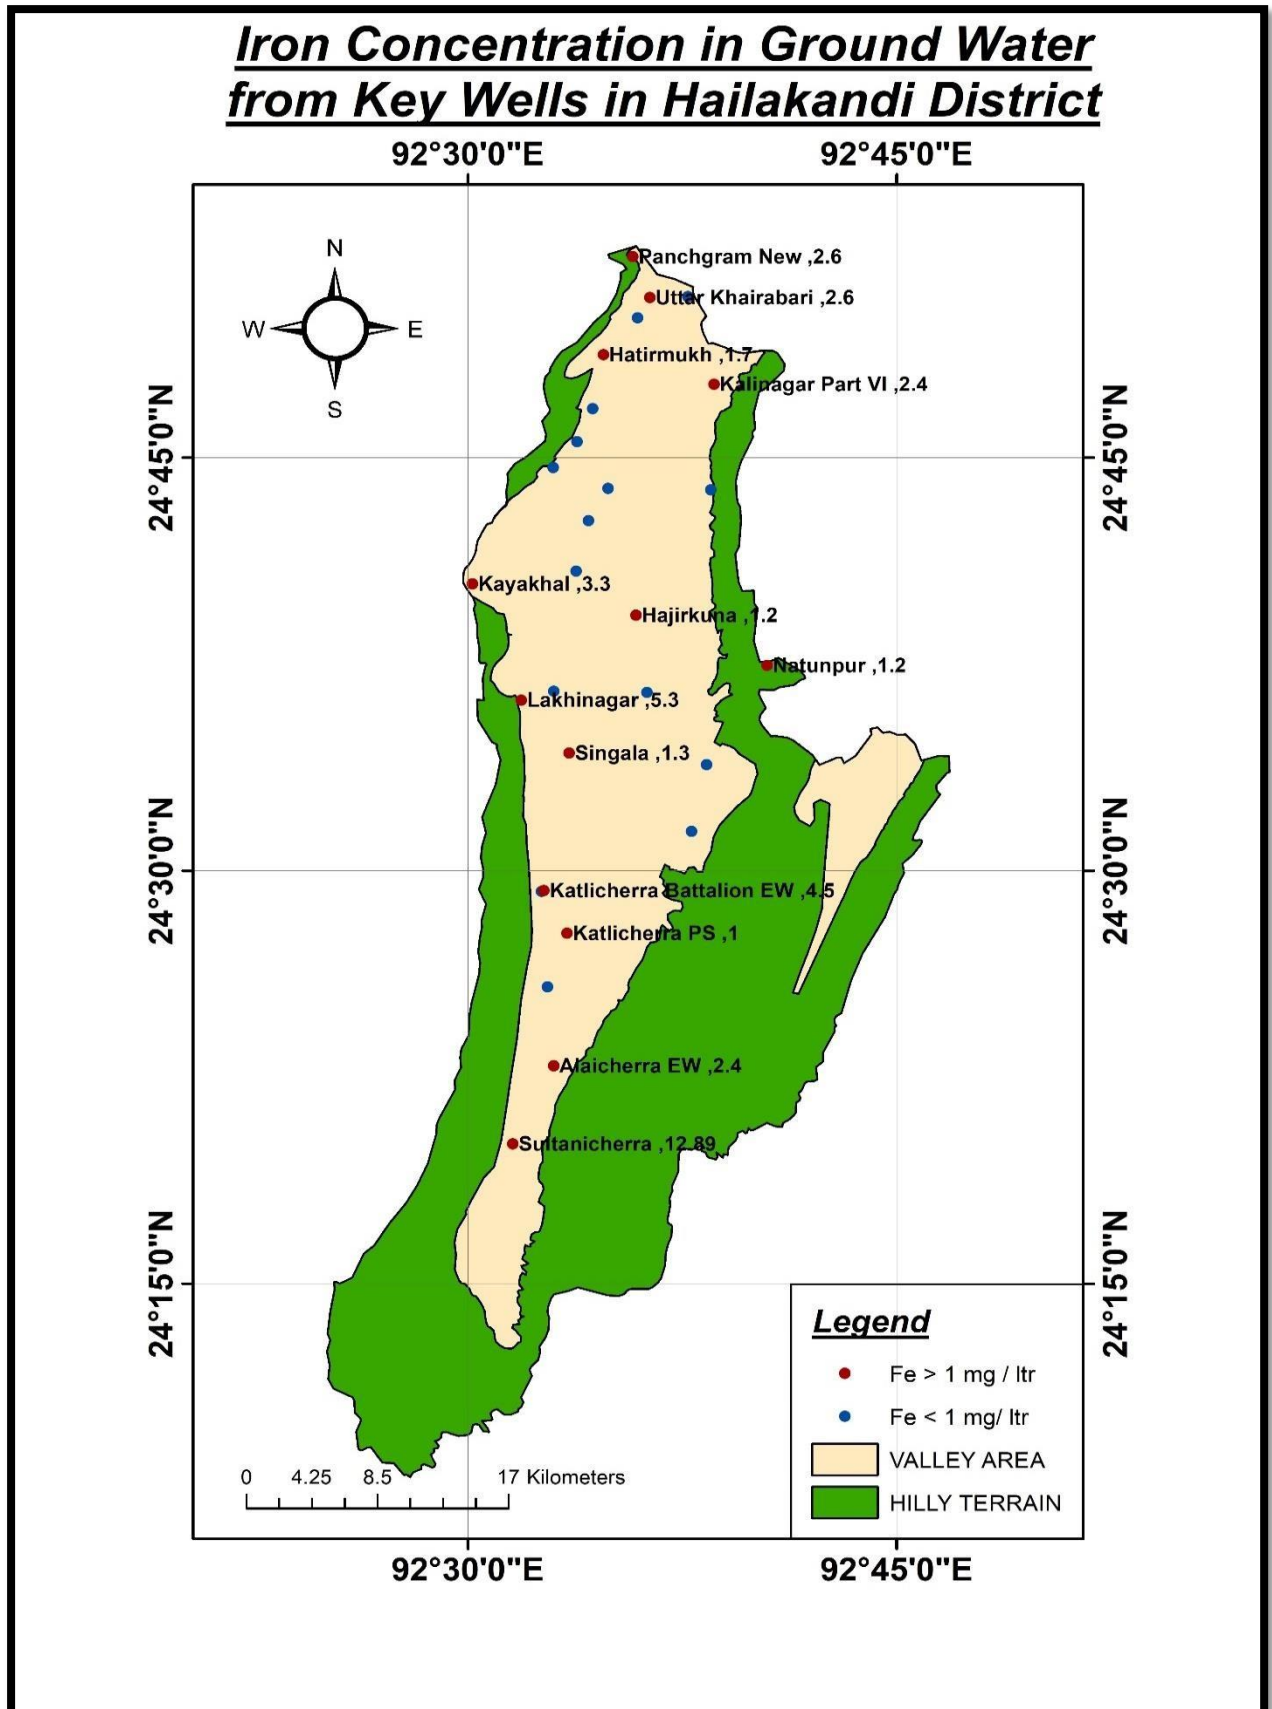 Iron Concentration in Ground Water
from Key Wells in Hailakandi District
92°30'0"E
92°45'0"E
N
W
E
S
Panchgram New ,2.6
Uttar Khairabari ,2.6
Hatirmukh ,1.7
Kalinagar Part VI ,2.4
24°45'0"N
24°45'0"N
Kayakhal ,3.3
Hajirkuna ,1.2
Natunpur ,1.2
Lakhinagar ,5.3
Singala ,1.3
24°30'0"N
24°30'0"N
Katlicherra Battalion EW ,4.5
Katlicherra PS ,1
Alaicherra EW ,2.4
Sultanicherra ,12.89
24°15'0"N
24°15'0"N
Legend
Fe > 1 mg / ltr
Fe < 1 mg/ ltr
VALLEY AREA
HILLY TERRAIN
0 4.25 8.5 17 Kilometers
92°30'0"E
92°45'0"E